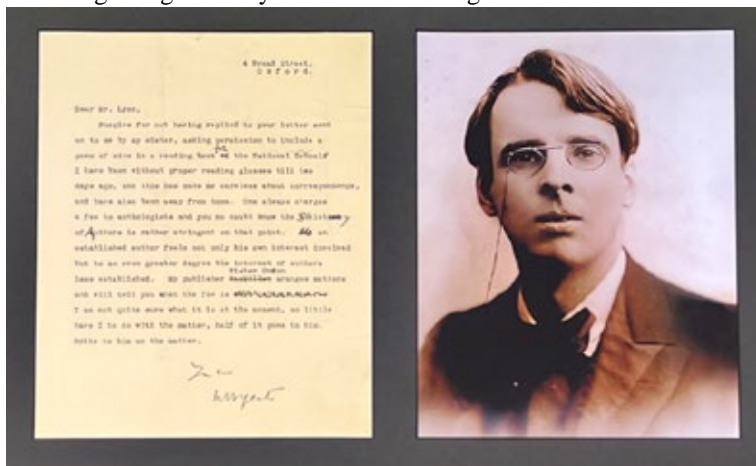 4 Broad Street.
Oxford.
Dear Mr. Lyon,
Forgive for not having replied to your letter sent
on to me by my sister, asking permission to include a
poem of mine in a reading book for the National Schools
I have been without proper reading glasses till two
days ago, and this has made me careless about correspondence,
and have also been away from home. One always charges
a fee to anthologists and you no doubt know the Society
of Authors is rather stringent on that point. an
established author feels not only his own interest involved
but to an even greater degree the interest of authors
less established. My publisher arranges matters
and will tell you what the fee is
I am not quite sure what it is at the moment, so little
have I to do with the matter, half of it goes to him.
Write to him on the matter.
WBYeats